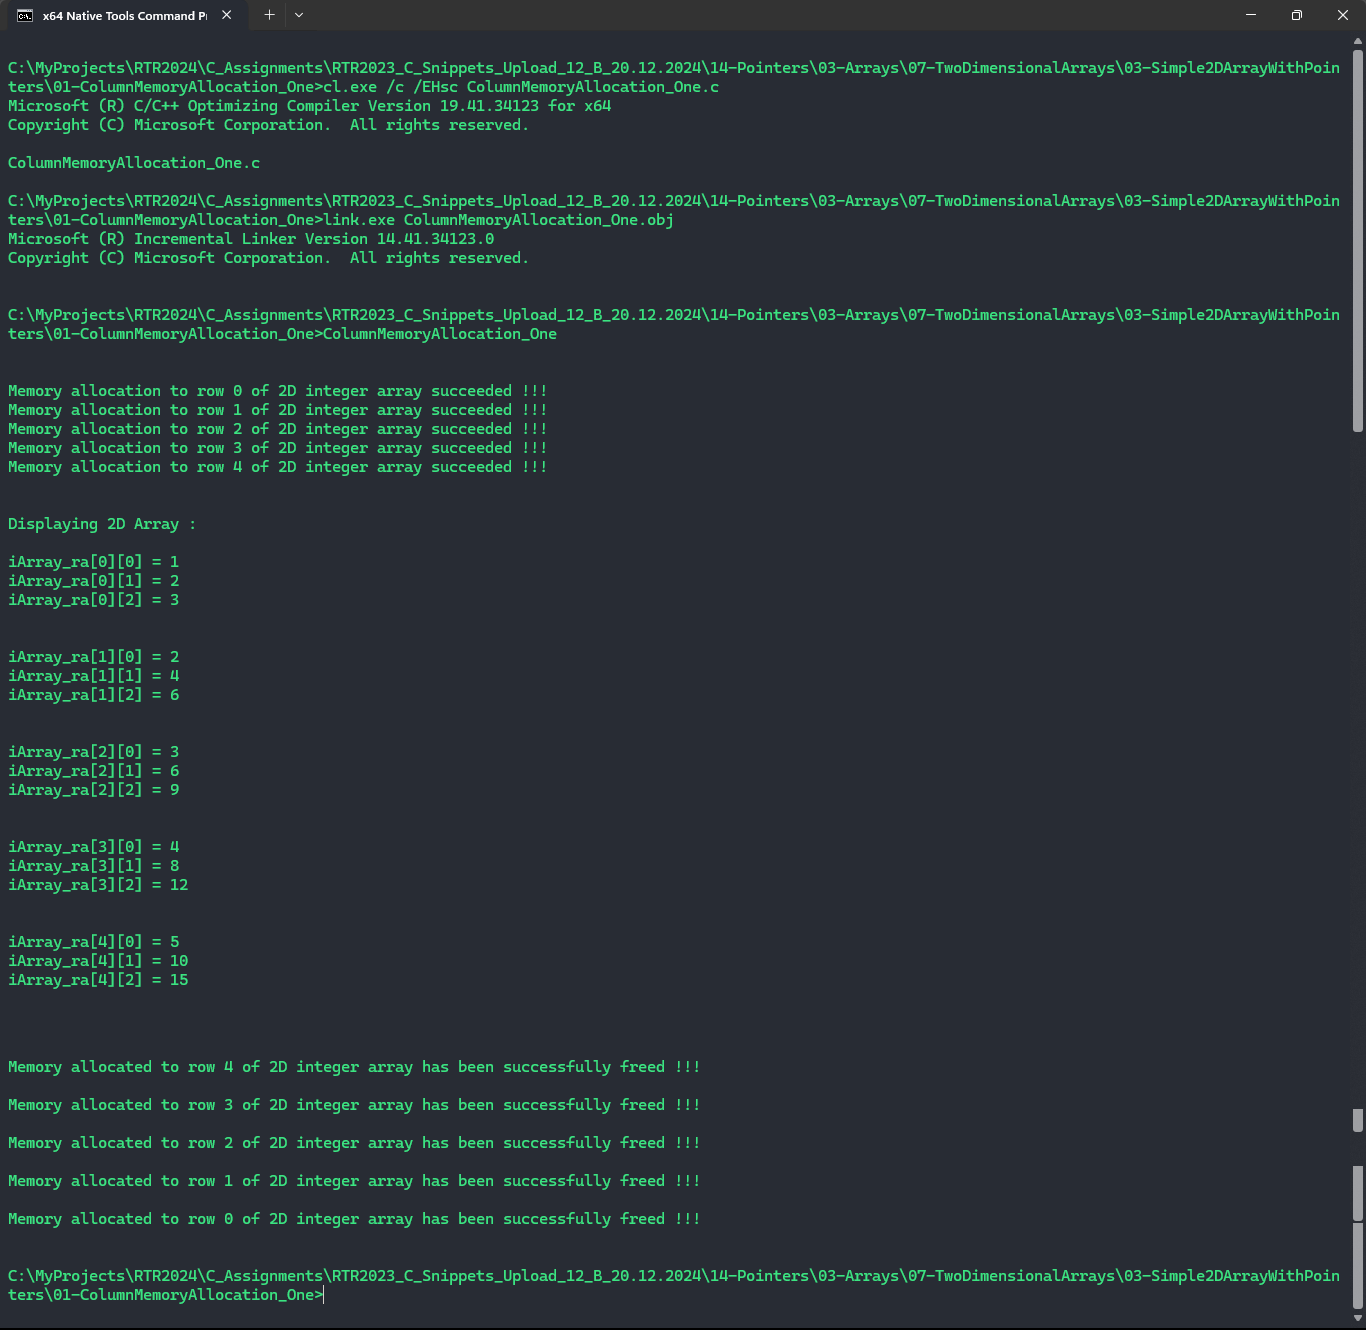 x64 Native Tools Command Pr
C:\MyProjects\RTR2024\C_Assignments\RTR2023_C_Snippets_Upload_12_B_20.12.2024\14-Pointers\03-Arrays\07-TwoDimensionalArrays\03-Simple2DArrayWithPoin
ters\01-ColumnMemoryAllocation_One>cl.exe /c /EHsc ColumnMemoryAllocation_One.c
Microsoft (R) C/C++ Optimizing Compiler Version 19.41.34123 for x64
Copyright (C) Microsoft Corporation.  All rights reserved.
ColumnMemoryAllocation_One.c
C:\MyProjects\RTR2024\C_Assignments\RTR2023_C_Snippets_Upload_12_B_20.12.2024\14-Pointers\03-Arrays\07-TwoDimensionalArrays\03-Simple2DArrayWithPoin
ters\01-ColumnMemoryAllocation_One>link.exe ColumnMemoryAllocation_One.obj
Microsoft (R) Incremental Linker Version 14.41.34123.0
Copyright (C) Microsoft Corporation.  All rights reserved.
C:\MyProjects\RTR2024\C_Assignments\RTR2023_C_Snippets_Upload_12_B_20.12.2024\14-Pointers\03-Arrays\07-TwoDimensionalArrays\03-Simple2DArrayWithPoin
ters\01-ColumnMemoryAllocation_One>ColumnMemoryAllocation_One
Memory allocation to row 0 of 2D integer array succeeded !!!
Memory allocation to row 1 of 2D integer array succeeded !!!
Memory allocation to row 2 of 2D integer array succeeded !!!
Memory allocation to row 3 of 2D integer array succeeded !!!
Memory allocation to row 4 of 2D integer array succeeded !!!
Displaying 2D Array :
iArray_ra[0][0] = 1
iArray_ra[0][1] = 2
iArray_ra[0][2] = 3
iArray_ra[1][0] = 2
iArray_ra[1][1] = 4
iArray_ra[1][2] = 6
iArray_ra[2][0] = 3
iArray_ra[2][1] = 6
iArray_ra[2][2] = 9
iArray_ra[3][0] = 4
iArray_ra[3][1] = 8
iArray_ra[3][2] = 12
iArray_ra[4][0] = 5
iArray_ra[4][1] = 10
iArray_ra[4][2] = 15
Memory allocated to row 4 of 2D integer array has been successfully freed !!!
Memory allocated to row 3 of 2D integer array has been successfully freed !!!
Memory allocated to row 2 of 2D integer array has been successfully freed !!!
Memory allocated to row 1 of 2D integer array has been successfully freed !!!
Memory allocated to row 0 of 2D integer array has been successfully freed !!!
C:\MyProjects\RTR2024\C_Assignments\RTR2023_C_Snippets_Upload_12_B_20.12.2024\14-Pointers\03-Arrays\07-TwoDimensionalArrays\03-Simple2DArrayWithPoin
ters\01-ColumnMemoryAllocation_One>